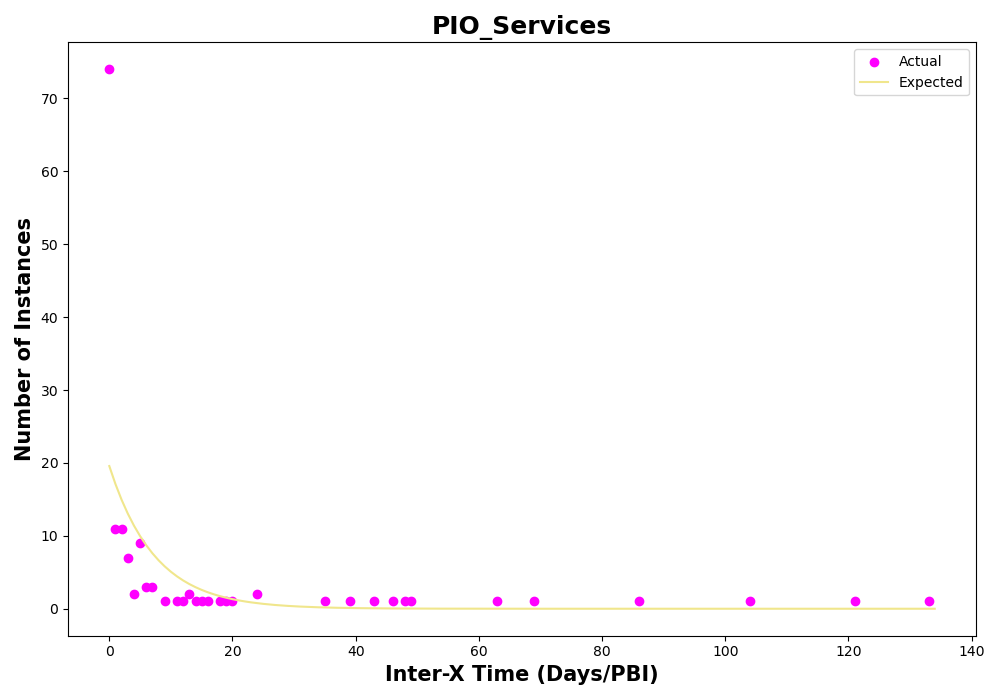 PIO_Services
Actual
Expected
Number of Instances
70
60
50
40
30
20
10
0
0 20 40 60 80 100 120 140
Inter-X Time (Days/PBI)